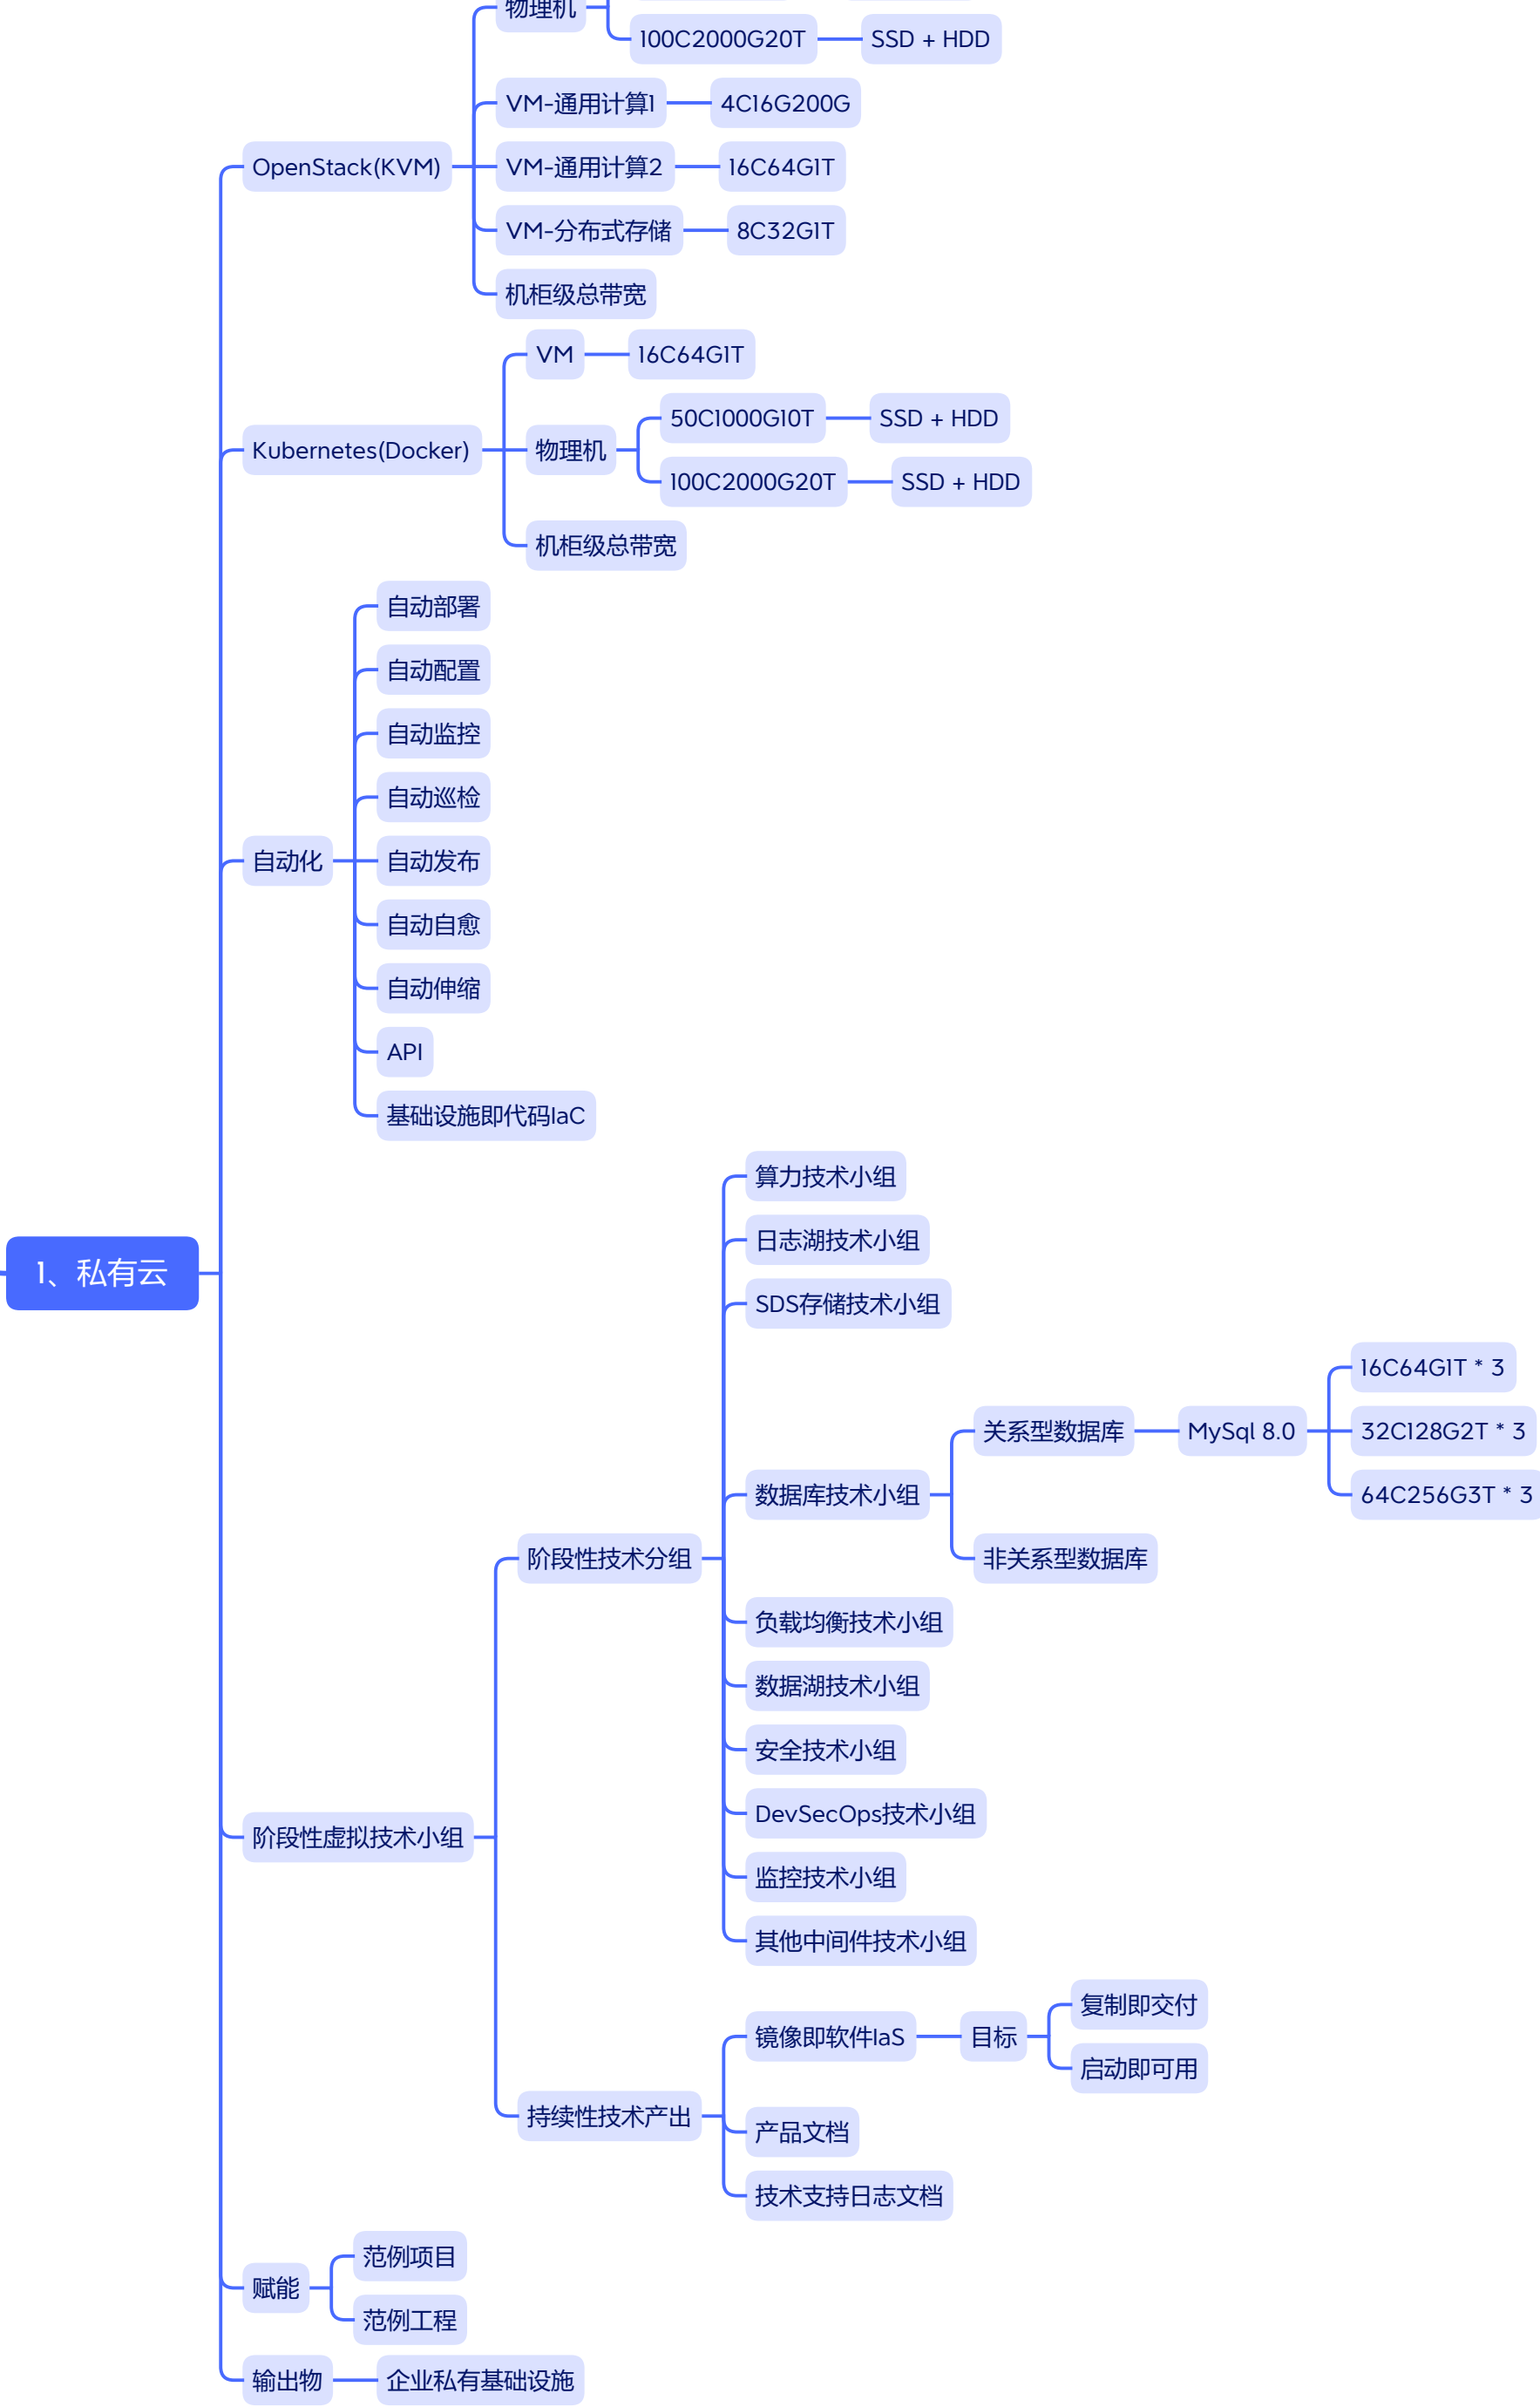 物理机
100C2000G20T
SSD + HDD
VM-通用计算1
4C16G200G
OpenStack(KVM)
VM-通用计算2
16C64G1T
VM-分布式存储
8C32G1T
机柜级总带宽
VM
16C64G1T
50C1000G10T
SSD + HDD
Kubernetes(Docker)
物理机
100C2000G20T
SSD + HDD
机柜级总带宽
自动部署
自动配置
自动监控
自动巡检
自动化
自动发布
自动自愈
自动伸缩
API
基础设施即代码IaC
算力技术小组
日志湖技术小组
1、私有云
SDS存储技术小组
16C64G1T * 3
关系型数据库
MySql 8.0
32C128G2T * 3
数据库技术小组
64C256G3T * 3
阶段性技术分组
非关系型数据库
负载均衡技术小组
数据湖技术小组
安全技术小组
DevSecOps技术小组
阶段性虚拟技术小组
监控技术小组
其他中间件技术小组
复制即交付
镜像即软件IaS
目标
启动即可用
持续性技术产出
产品文档
技术支持日志文档
范例项目
赋能
范例工程
输出物
企业私有基础设施